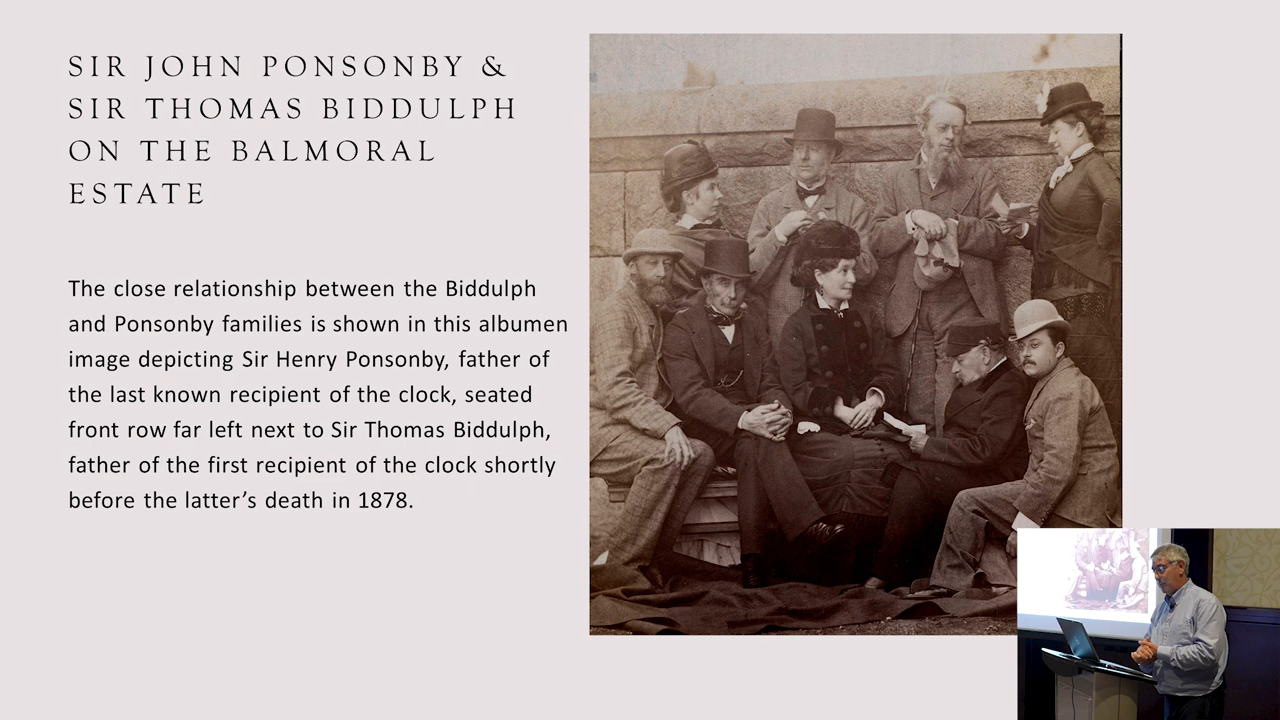 SIR JOHN PONSONBY &
SIR THOMAS BIDDULPH
ON THE BALMORAL
ESTATE
The close relationship between the Biddulph
and Ponsonby families is shown in this albumen
image depicting Sir Henry Ponsonby, father of
the last known recipient of the clock, seated
front row far left next to Sir Thomas Biddulph,
father of the first recipient of the clock shortly
before the latter’s death in 1878.